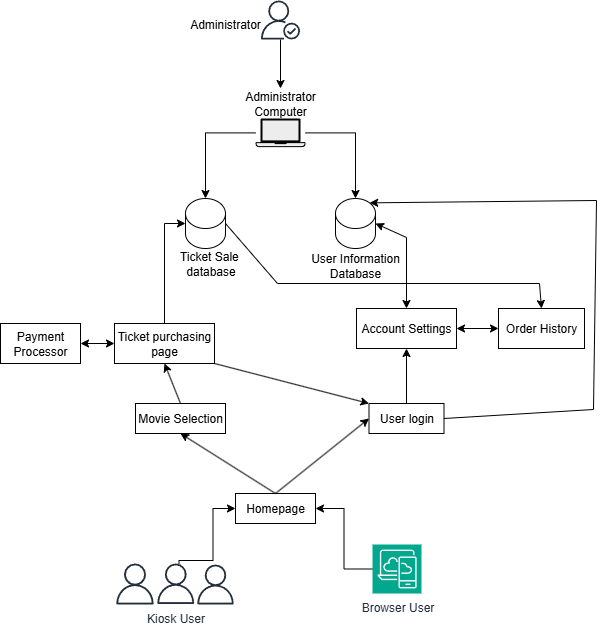 Administrator
Administrator
Computer
Ticket Sale
database
User Information
Database
Payment
Processor
Ticket purchasing
page
Account Settings
Order History
Movie Selection
User login
Homepage
Kiosk User
Browser User